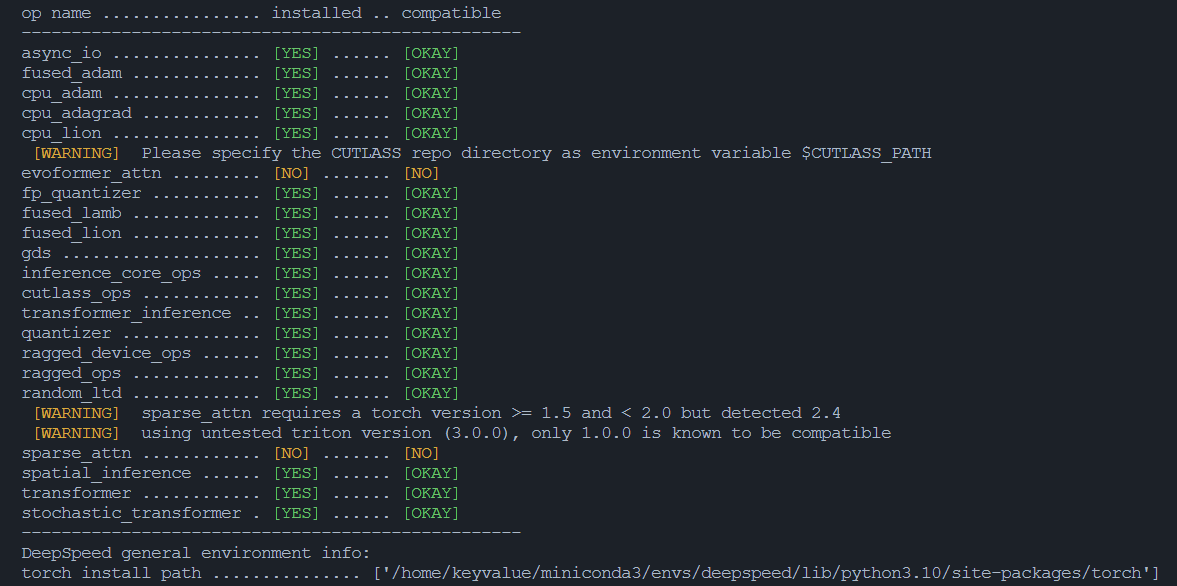 op name ................ installed .. compatible
--------------------------------------------------
async_io ............... [YES] ...... [OKAY]
fused_adam ............. [YES] ...... [OKAY]
cpu_adam ............... [YES] ...... [OKAY]
cpu_adagrad ............ [YES] ...... [OKAY]
cpu_lion ............... [YES] ...... [OKAY]
[WARNING]  Please specify the CUTLASS repo directory as environment variable $CUTLASS_PATH
evoformer_attn ......... [NO] ....... [NO]
fp_quantizer ........... [YES] ...... [OKAY]
fused_lamb ............. [YES] ...... [OKAY]
fused_lion ............. [YES] ...... [OKAY]
gds .................... [YES] ...... [OKAY]
inference_core_ops ..... [YES] ...... [OKAY]
cutlass_ops ............ [YES] ...... [OKAY]
transformer_inference .. [YES] ...... [OKAY]
quantizer .............. [YES] ...... [OKAY]
ragged_device_ops ...... [YES] ...... [OKAY]
ragged_ops ............. [YES] ...... [OKAY]
random_ltd ............. [YES] ...... [OKAY]
[WARNING]  sparse_attn requires a torch version >= 1.5 and < 2.0 but detected 2.4
[WARNING]  using untested triton version (3.0.0), only 1.0.0 is known to be compatible
sparse_attn ............ [NO] ....... [NO]
spatial_inference ...... [YES] ...... [OKAY]
transformer ............ [YES] ...... [OKAY]
stochastic_transformer . [YES] ...... [OKAY]
--------------------------------------------------
DeepSpeed general environment info:
torch install path ............... ['/home/keyvalue/miniconda3/envs/deepspeed/lib/python3.10/site-packages/torch']